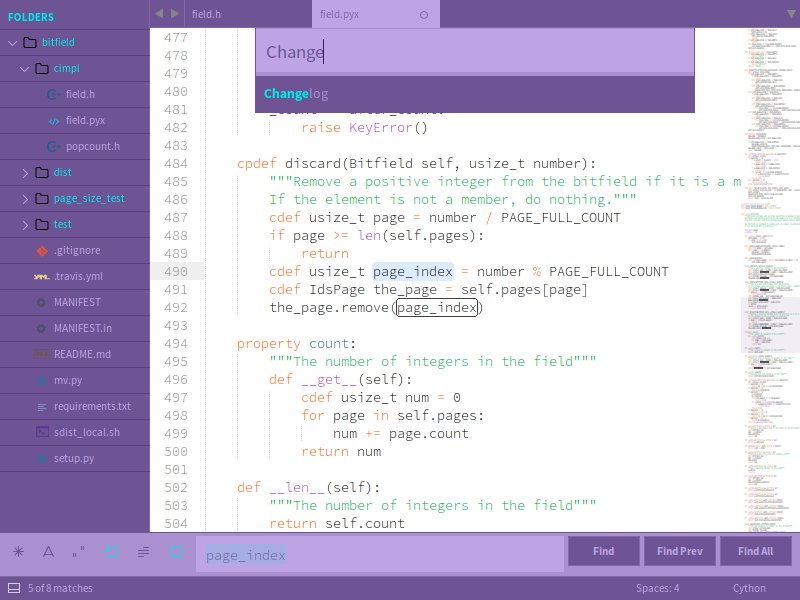 FOLDERS
bitfield
cimpl
field.h
field.pyx
popcount.h
dist
page_size_test
test
.gitignore
.travis.yml
MANIFEST
MANIFEST.in
README.md
mv.py
requirements.txt
sdist_local.sh
setup.py
field.h
field.pyx
Change
Changelog
477
478
479
480
481
482 raise KeyError()
483
484 cpdef discard(Bitfield self, usize_t number):
485 """Remove a positive integer from the bitfield if it is a m
486 If the element is not a member, do nothing."""
487 cdef usize_t page = number / PAGE_FULL_COUNT
488 if page >= len(self.pages):
489 return
490 cdef usize_t page_index = number % PAGE_FULL_COUNT
491 cdef IdsPage the_page = self.pages[page]
492 the_page.remove(page_index)
493
494 property count:
495 """The number of integers in the field"""
496 def __get__(self):
497 cdef usize_t num = 0
498 for page in self.pages:
499 num += page.count
500 return num
501
502 def __len__(self):
503 """The number of integers in the field"""
504 return self.count
page_index
Find
Find Prev
Find All
5 of 8 matches
Spaces: 4
Cython